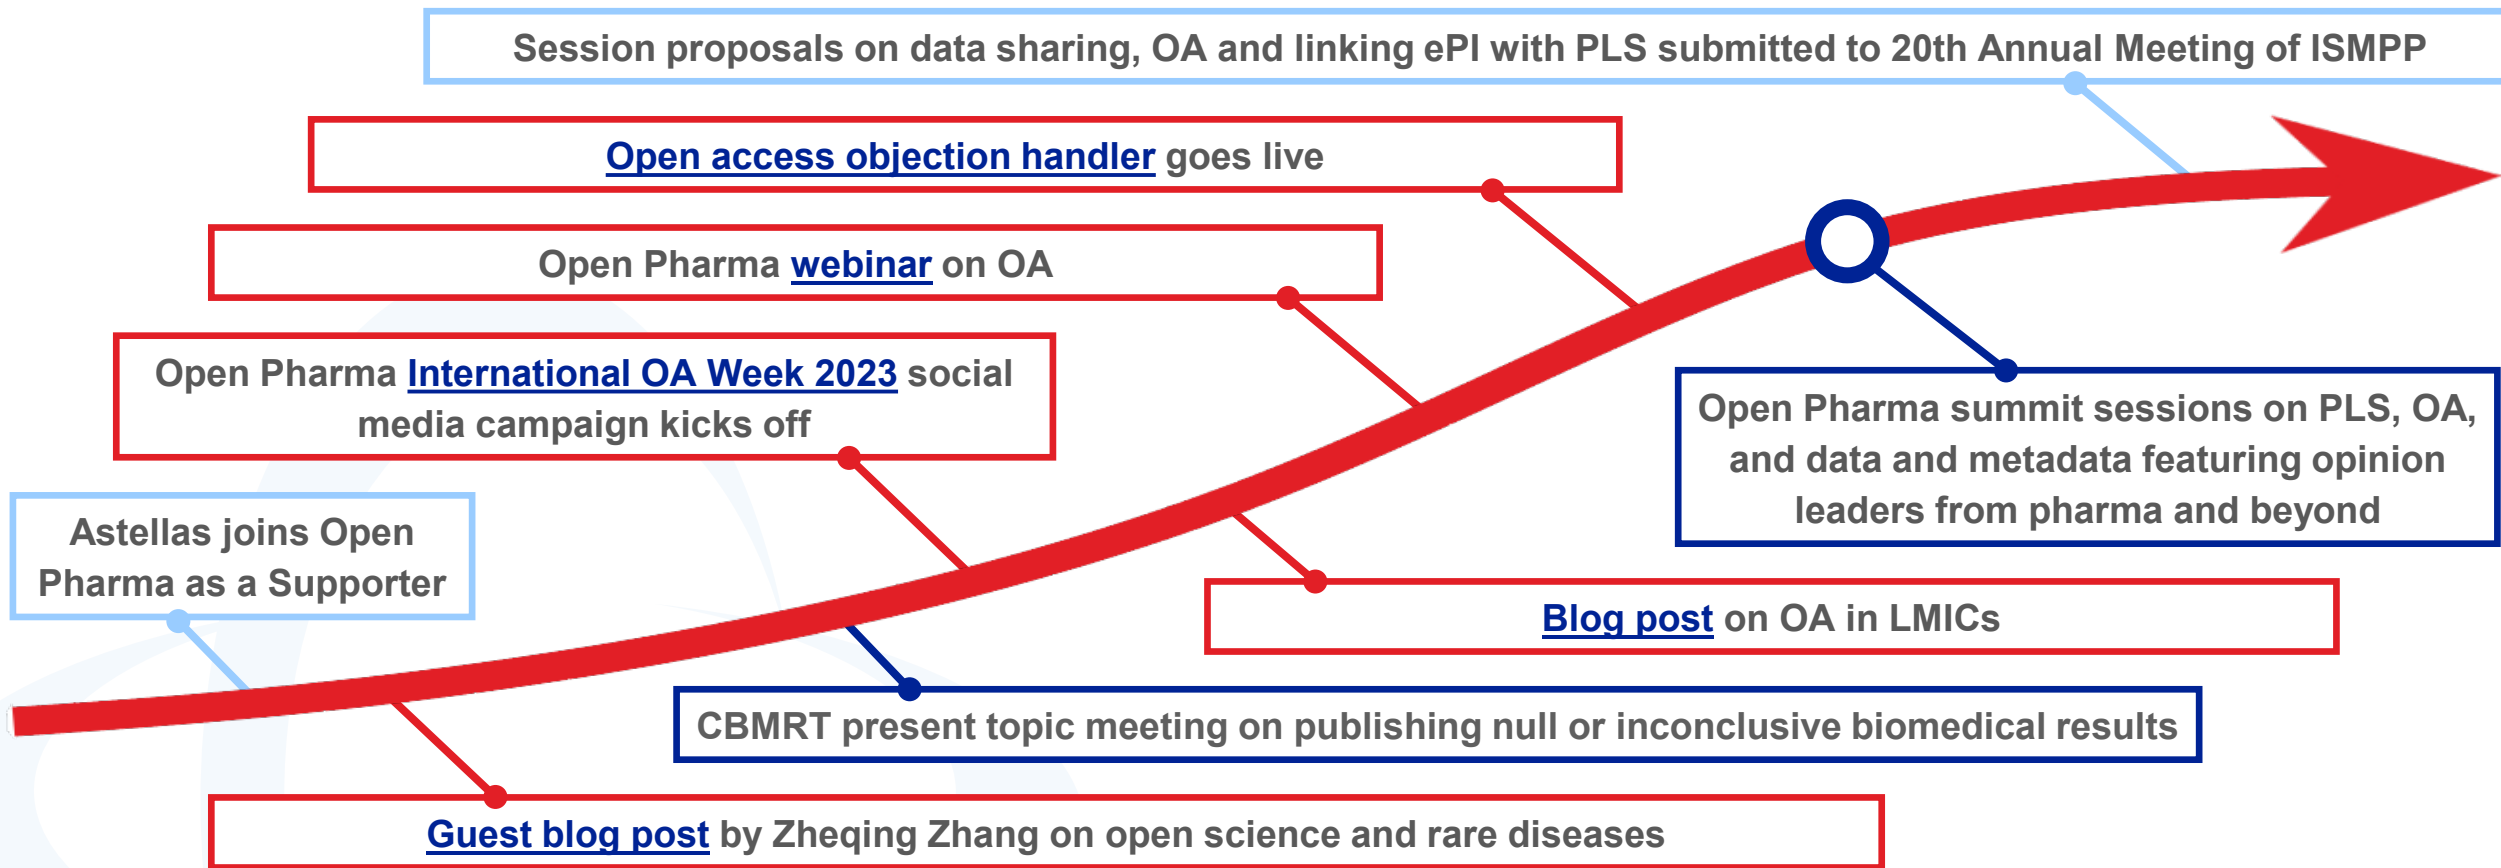 Session proposals on data sharing, OA and linking ePI with PLS submitted to 20th Annual Meeting of ISMPP
Open access objection handler goes live
Open Pharma webinar on OA
Open Pharma International OA Week 2023 social
media campaign kicks off
Open Pharma summit sessions on PLS, OA,
and data and metadata featuring opinion
leaders from pharma and beyond
Astellas joins Open
Pharma as a Supporter
Blog post on OA in LMICs
CBMRT present topic meeting on publishing null or inconclusive biomedical results
Guest blog post by Zheqing Zhang on open science and rare diseases